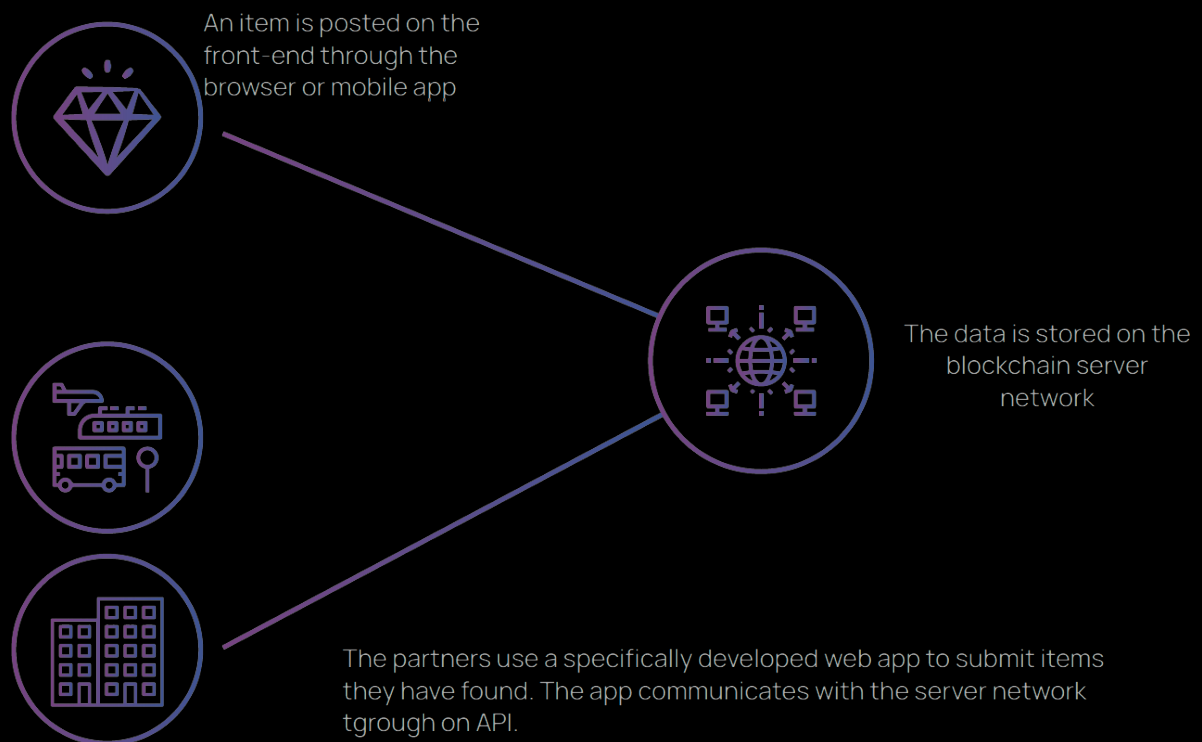 An item is posted on the
front-end through the
browser or mobile app
The data is stored on the
blockchain server
network
The partners use a specifically developed web app to submit items
they have found. The app communicates with the server network
tgrough on API.